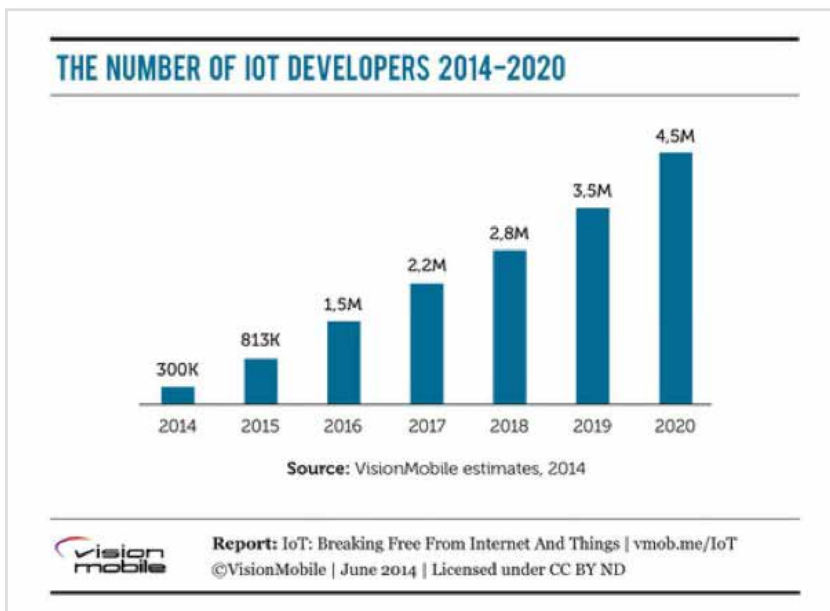 THE NUMBER OF IOT DEVELOPERS 2014–2020
4,5M
3,5M
2,8M
2,2M
1,5M
813K
300K
2014 2015 2016 2017 2018 2019 2020
Source: VisionMobile estimates, 2014
vision
mobile
Report: IoT: Breaking Free From Internet And Things | vmob.me/IoT
©VisionMobile | June 2014 | Licensed under CC BY ND